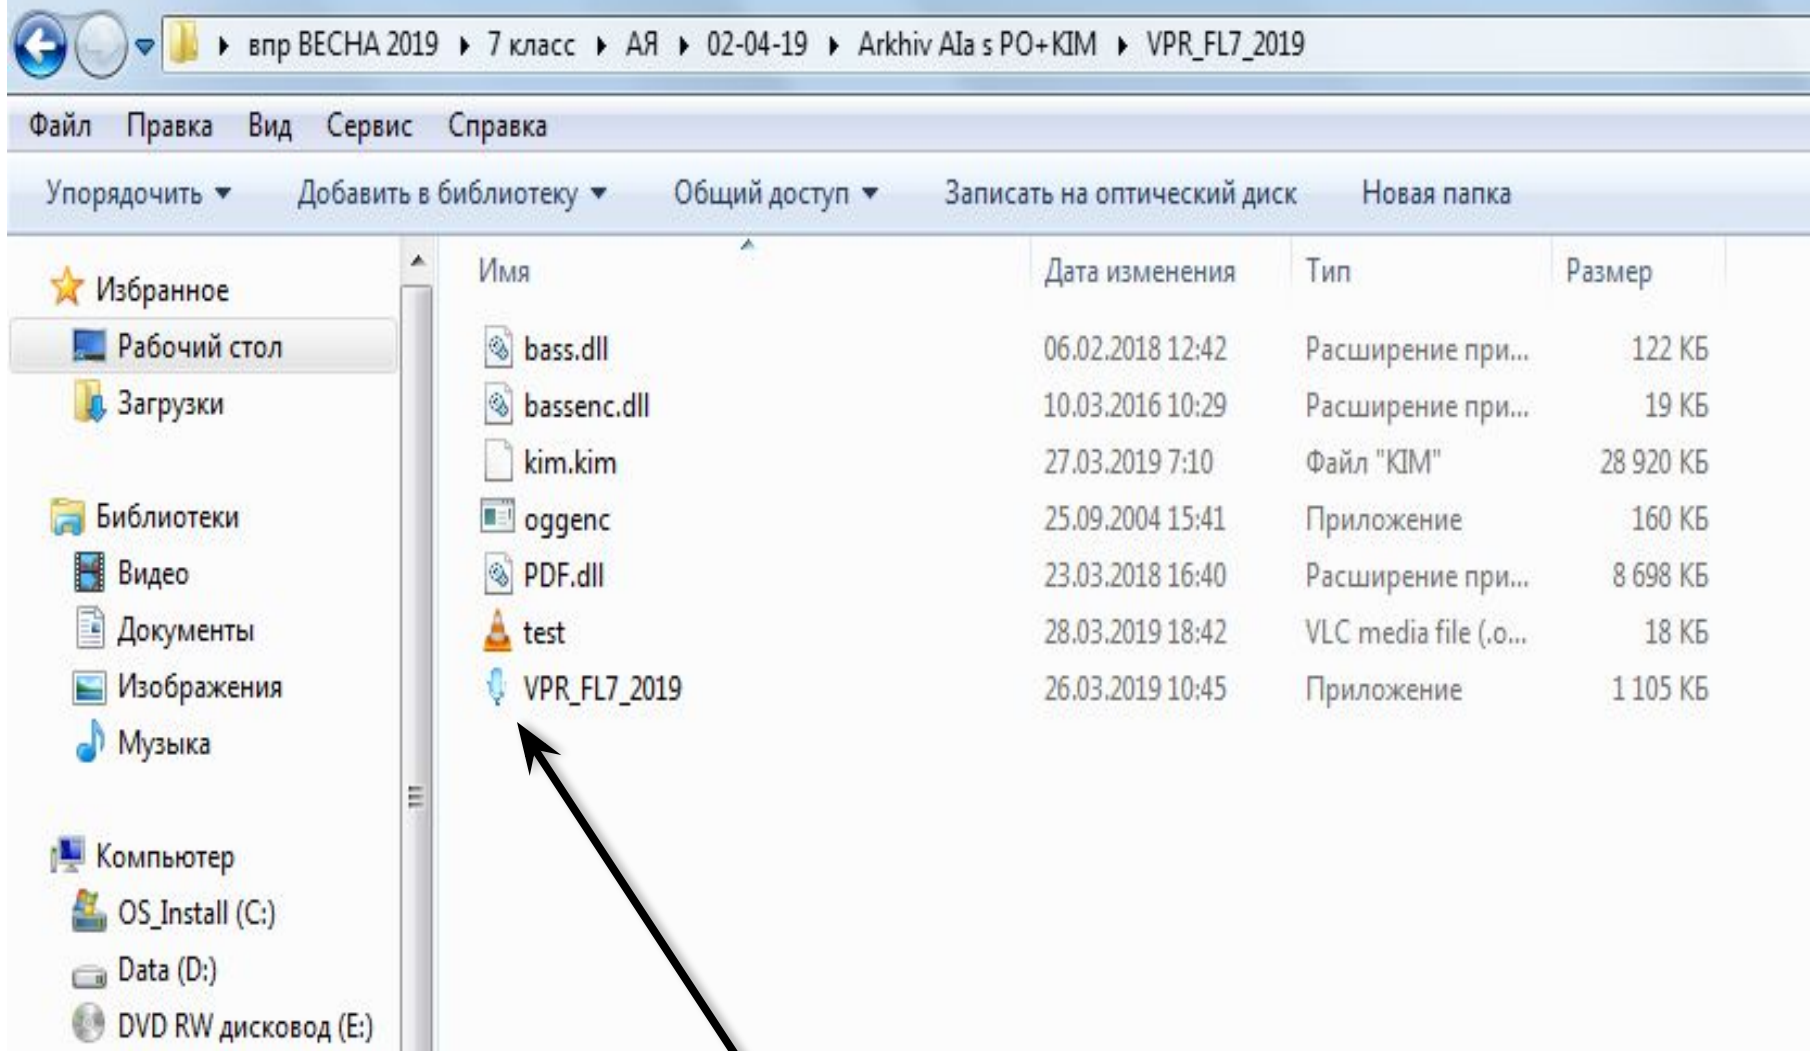 впр ВЕСНА 2019 ▸ 7 класс ▸ АЯ ▸ 02-04-19 ▸ Arkhiv AIa s PO+KIM ▸ VPR_FL7_2019
Файл Правка Вид Сервис Справка
Упорядочить ▼ Добавить в библиотеку ▼ Общий доступ ▼ Записать на оптический диск Новая папка
Избранное
Рабочий стол
Загрузки
Библиотеки
Видео
Документы
Изображения
Музыка
Компьютер
OS_Install (C:)
Data (D:)
DVD RW дисковод (E:)
Имя Дата изменения Тип Размер
bass.dll 06.02.2018 12:42 Расширение при... 122 КБ
bassenc.dll 10.03.2016 10:29 Расширение при... 19 КБ
kim.kim 27.03.2019 7:10 Файл "KIM" 28 920 КБ
oggenc 25.09.2004 15:41 Приложение 160 КБ
PDF.dll 23.03.2018 16:40 Расширение при... 8 698 КБ
test 28.03.2019 18:42 VLC media file (.o... 18 КБ
VPR_FL7_2019 26.03.2019 10:45 Приложение 1 105 КБ